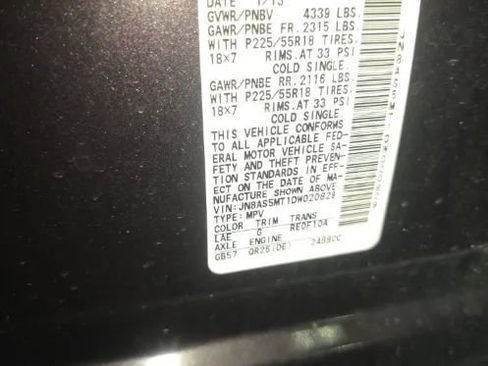 DATE 1/13
GVWR/PNBV 4339 LBS.
GAWR/PNBE FR. 2315 LBS.
WITH P225/55R18 TIRES.
18x7 RIMS. AT 33 PSI
COLD SINGLE.
GAWR/PNBE RR. 2116 LBS.
WITH P225/55R18 TIRES.
18x7 RIMS. AT 33 PSI
COLD SINGLE.
THIS VEHICLE CONFORMS
TO ALL APPLICABLE FED-
ERAL MOTOR VEHICLE SA-
FETY AND THEFT PREVEN-
TION STANDARDS IN EFF-
ECT ON THE DATE OF MA-
NUFACTURE SHOWN ABOVE.
VIN: JN8AS5MT1DW020828
TYPE: MPV
COLOR TRIM TRANS
LAE G RE0F10A
AXLE ENGINE
GB57 QR25(DE) 2488CC